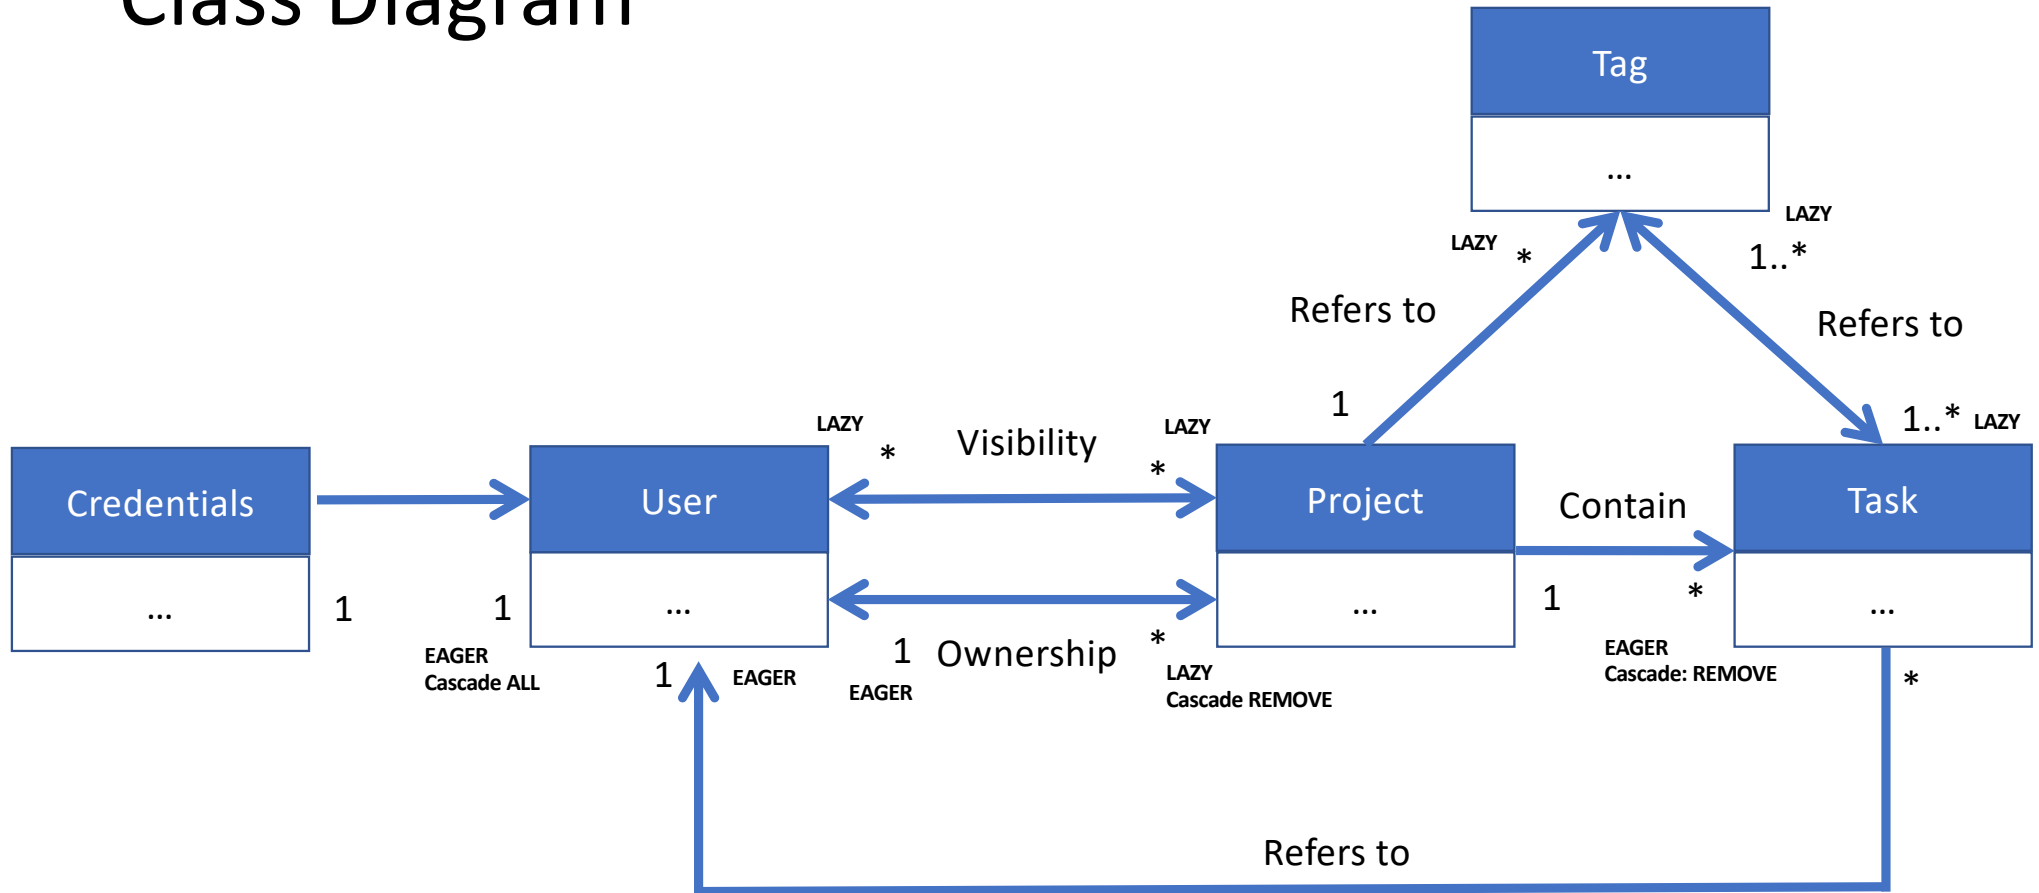 Class Diagram
Tag
...
LAZY
LAZY *
1..*
Refers to
Refers to
1
1..* LAZY
LAZY
*
Visibility
LAZY
*
Credentials
User
Project
Contain
Task
...
1
1
EAGER
Cascade ALL
...
1
EAGER
1
EAGER
Ownership
*
LAZY
Cascade REMOVE
...
1
*
EAGER
Cascade: REMOVE
...
*
Refers to